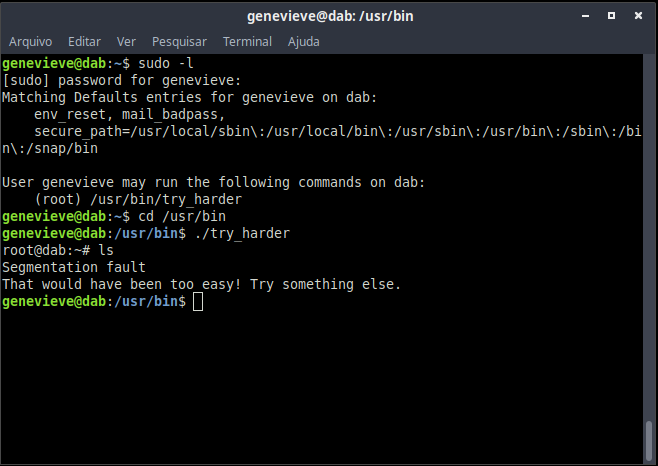 genevieve@dab: /usr/bin
Arquivo Editar Ver Pesquisar Terminal Ajuda
genevieve@dab:~$ sudo -l
[sudo] password for genevieve:
Matching Defaults entries for genevieve on dab:
    env_reset, mail_badpass,
    secure_path=/usr/local/sbin\:/usr/local/bin\:/usr/sbin\:/usr/bin\:/sbin\:/bi
n\:/snap/bin

User genevieve may run the following commands on dab:
    (root) /usr/bin/try_harder
genevieve@dab:~$ cd /usr/bin
genevieve@dab:/usr/bin$ ./try_harder
root@dab:~# ls
Segmentation fault
That would have been too easy! Try something else.
genevieve@dab:/usr/bin$